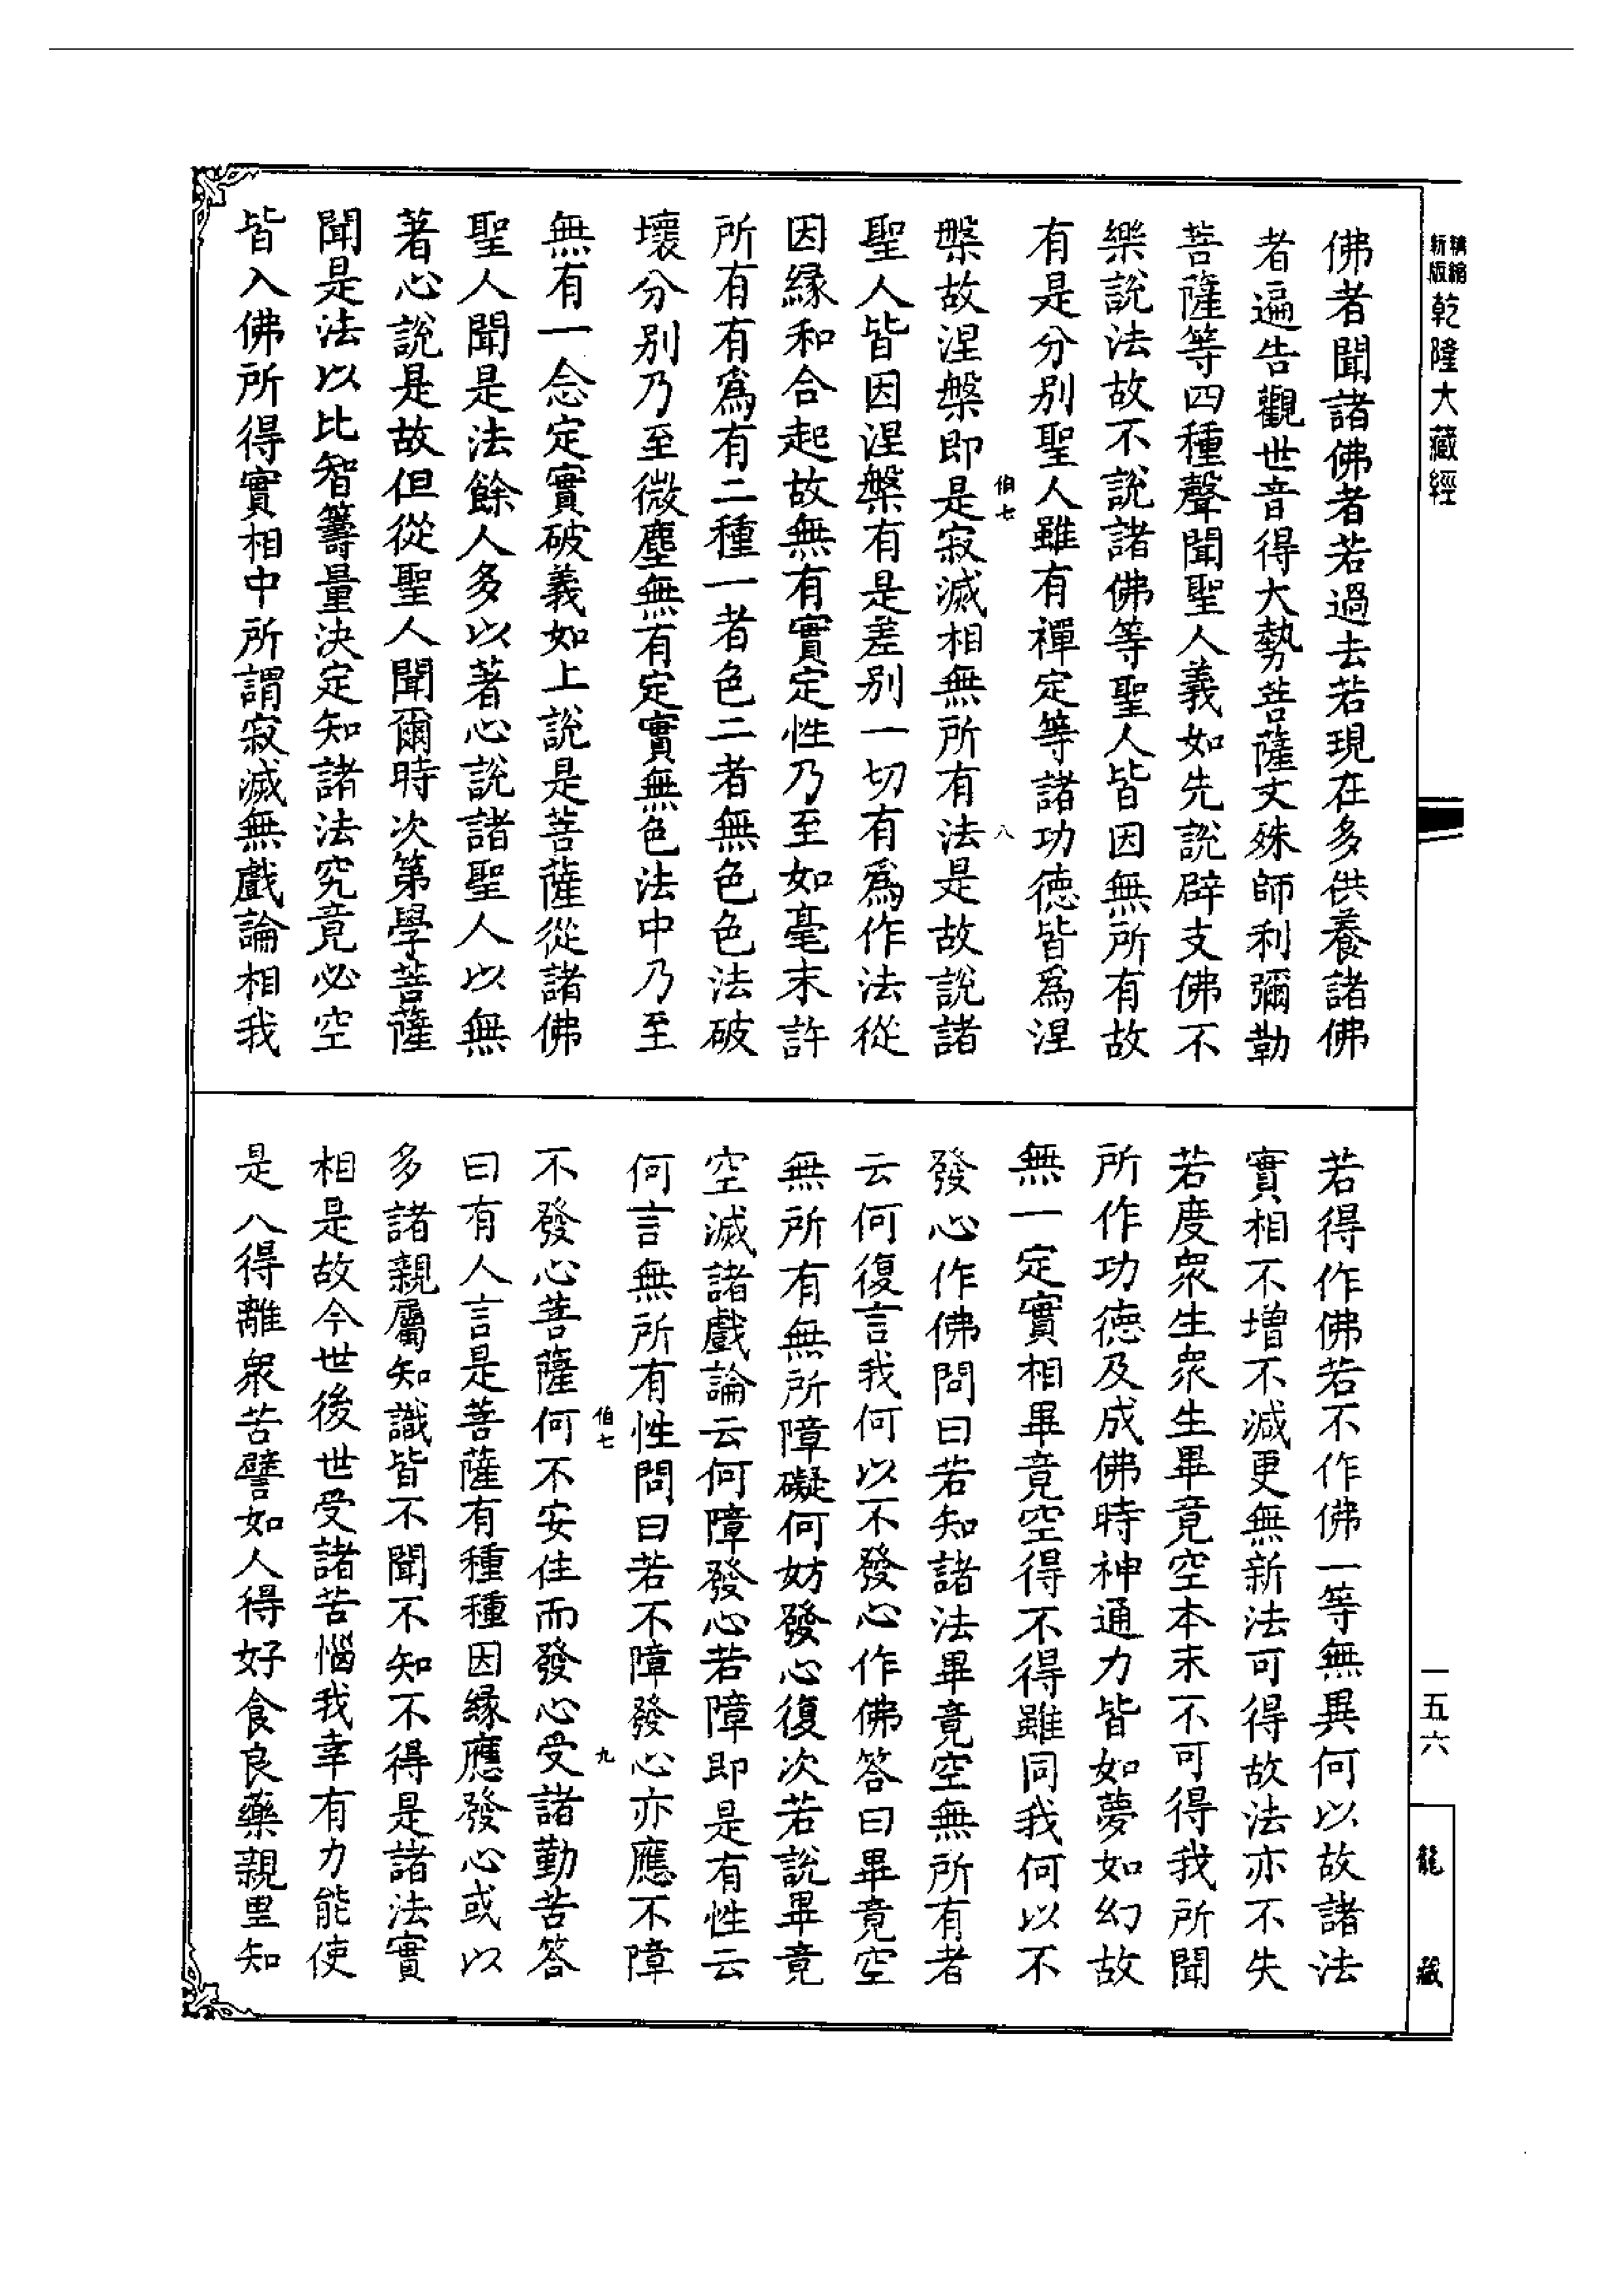 精縮新版乾隆大藏經
佛者聞諸佛者若過去若現在多供養諸佛
者遍告觀世音得大勢菩薩文殊師利彌勒
菩薩等四種聲聞聖人義如先說辟支佛不
樂說法故不說諸佛等聖人皆因無所有故
有是分别聖人雖有禪定等諸功德皆爲涅
伯七
八
槃故涅槃即是寂滅相無所有法是故說諸
聖人皆因涅槃有是差别一切有爲作法從
因緣和合起故無有實定性乃至如毫末許
所有有爲有二種一者色二者無色色法破
壞分别乃至微塵無有定實無色法中乃至
無有一念定實破義如上說是菩薩從諸佛
聖人聞是法餘人多以著心說諸聖人以無
著心說是故但從聖人聞爾時次第學菩薩
聞是法以比智籌量決定知諸法究竟必空
皆入佛所得實相中所謂寂滅無戲論相我
若得作佛若不作佛一等無異何以故諸法
實相不增不減更無新法可得故法亦不失
若度衆生衆生畢竟空本末不可得我所聞
所作功德及成佛時神通力皆如夢如幻故
無一定實相畢竟空得不得雖同我何以不
發心作佛問曰若知諸法畢竟空無所有者
云何復言我何以不發心作佛答曰畢竟空
無所有無所障礙何妨發心復次若說畢竟
空滅諸戲論云何障發心若障即是有性云
何言無所有性問曰若不障發心亦應不障
伯七
九
不發心菩薩何不安住而發心受諸勤苦答
曰有人言是菩薩有種種因緣應發心或以
多諸親屬知識皆不聞不知不得是諸法實
相是故今世後世受諸苦惱我幸有力能使
是人得離衆苦譬如人得好食良藥親里知
一五六
龍藏